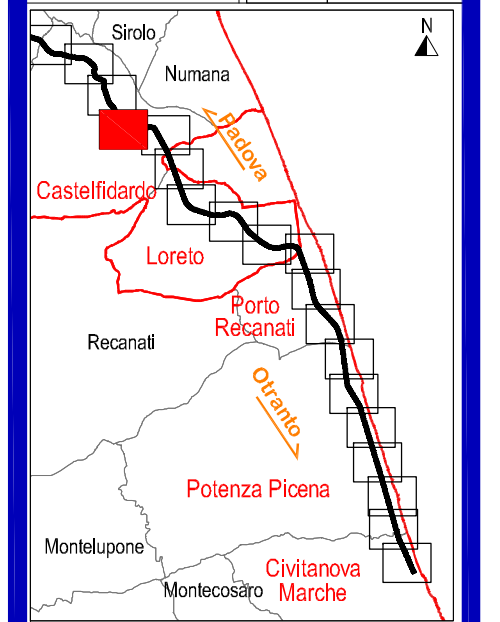 N
Sirolo
Numana
Padova
Castelfidardo
Loreto
Porto
Recanati
Recanati
Otranto
Potenza Picena
Montelupone
Civitanova
Marche
Montecosaro